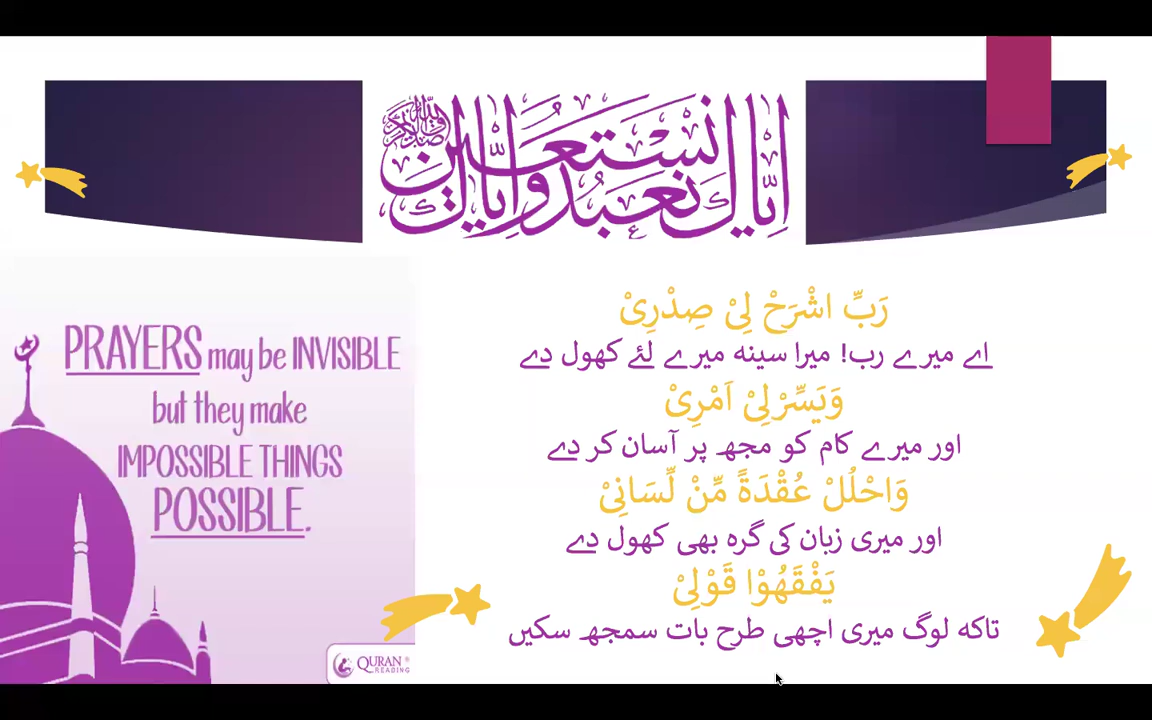 اِیَّاكَ نَعْبُدُ وَاِیَّاكَ نَسْتَعِیْن
PRAYERS may be INVISIBLE
but they make
IMPOSSIBLE THINGS
POSSIBLE.
QURAN ®
READING
رَبِّ اشْرَحْ لِیْ صِدْرِیْ
اے میرے رب! میرا سینہ میرے لئے کھول دے
وَیَسِّرْلِیْ اَمْرِیْ
اور میرے کام کو مجھ پر آسان کر دے
وَاحْلُلْ عُقْدَةً مِّنْ لِّسَانِیْ
اور میری زبان کی گرہ بھی کھول دے
یَفْقَهُوْا قَوْلِیْ
تاکہ لوگ میری اچھی طرح بات سمجھ سکیں